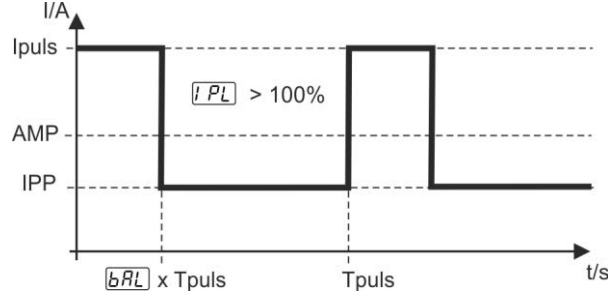 I/A
Ipuls
IPL > 100%
AMP
IPP
bAL x Tpuls
Tpuls
t/s